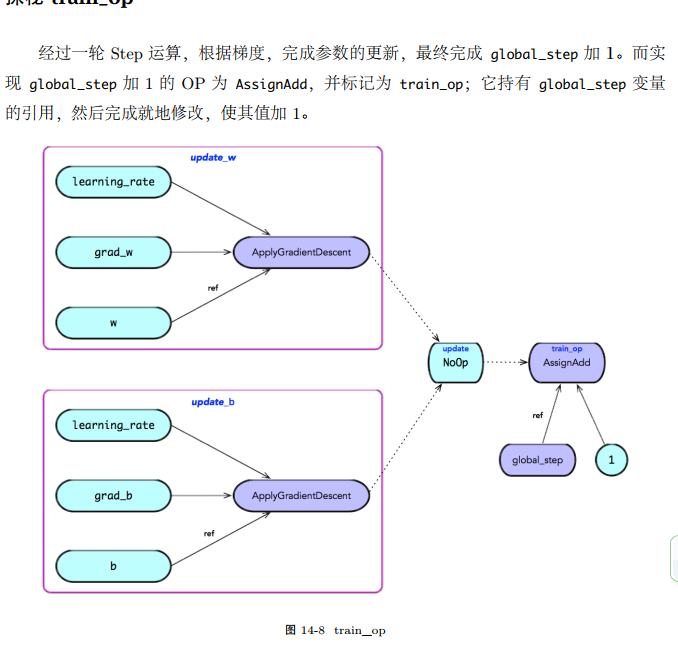 train_op
经过一轮 Step 运算，根据梯度，完成参数的更新，最终完成 global_step 加 1。而实
现 global_step 加 1 的 OP 为 AssignAdd，并标记为 train_op；它持有 global_step 变量
的引用，然后完成就地修改，使其值加 1。
update_w
learning_rate
grad_w
ApplyGradientDescent
ref
w
update
NoOp
train_op
AssignAdd
ref
global_step
1
update_b
learning_rate
grad_b
ApplyGradientDescent
ref
b
图 14-8 train_op